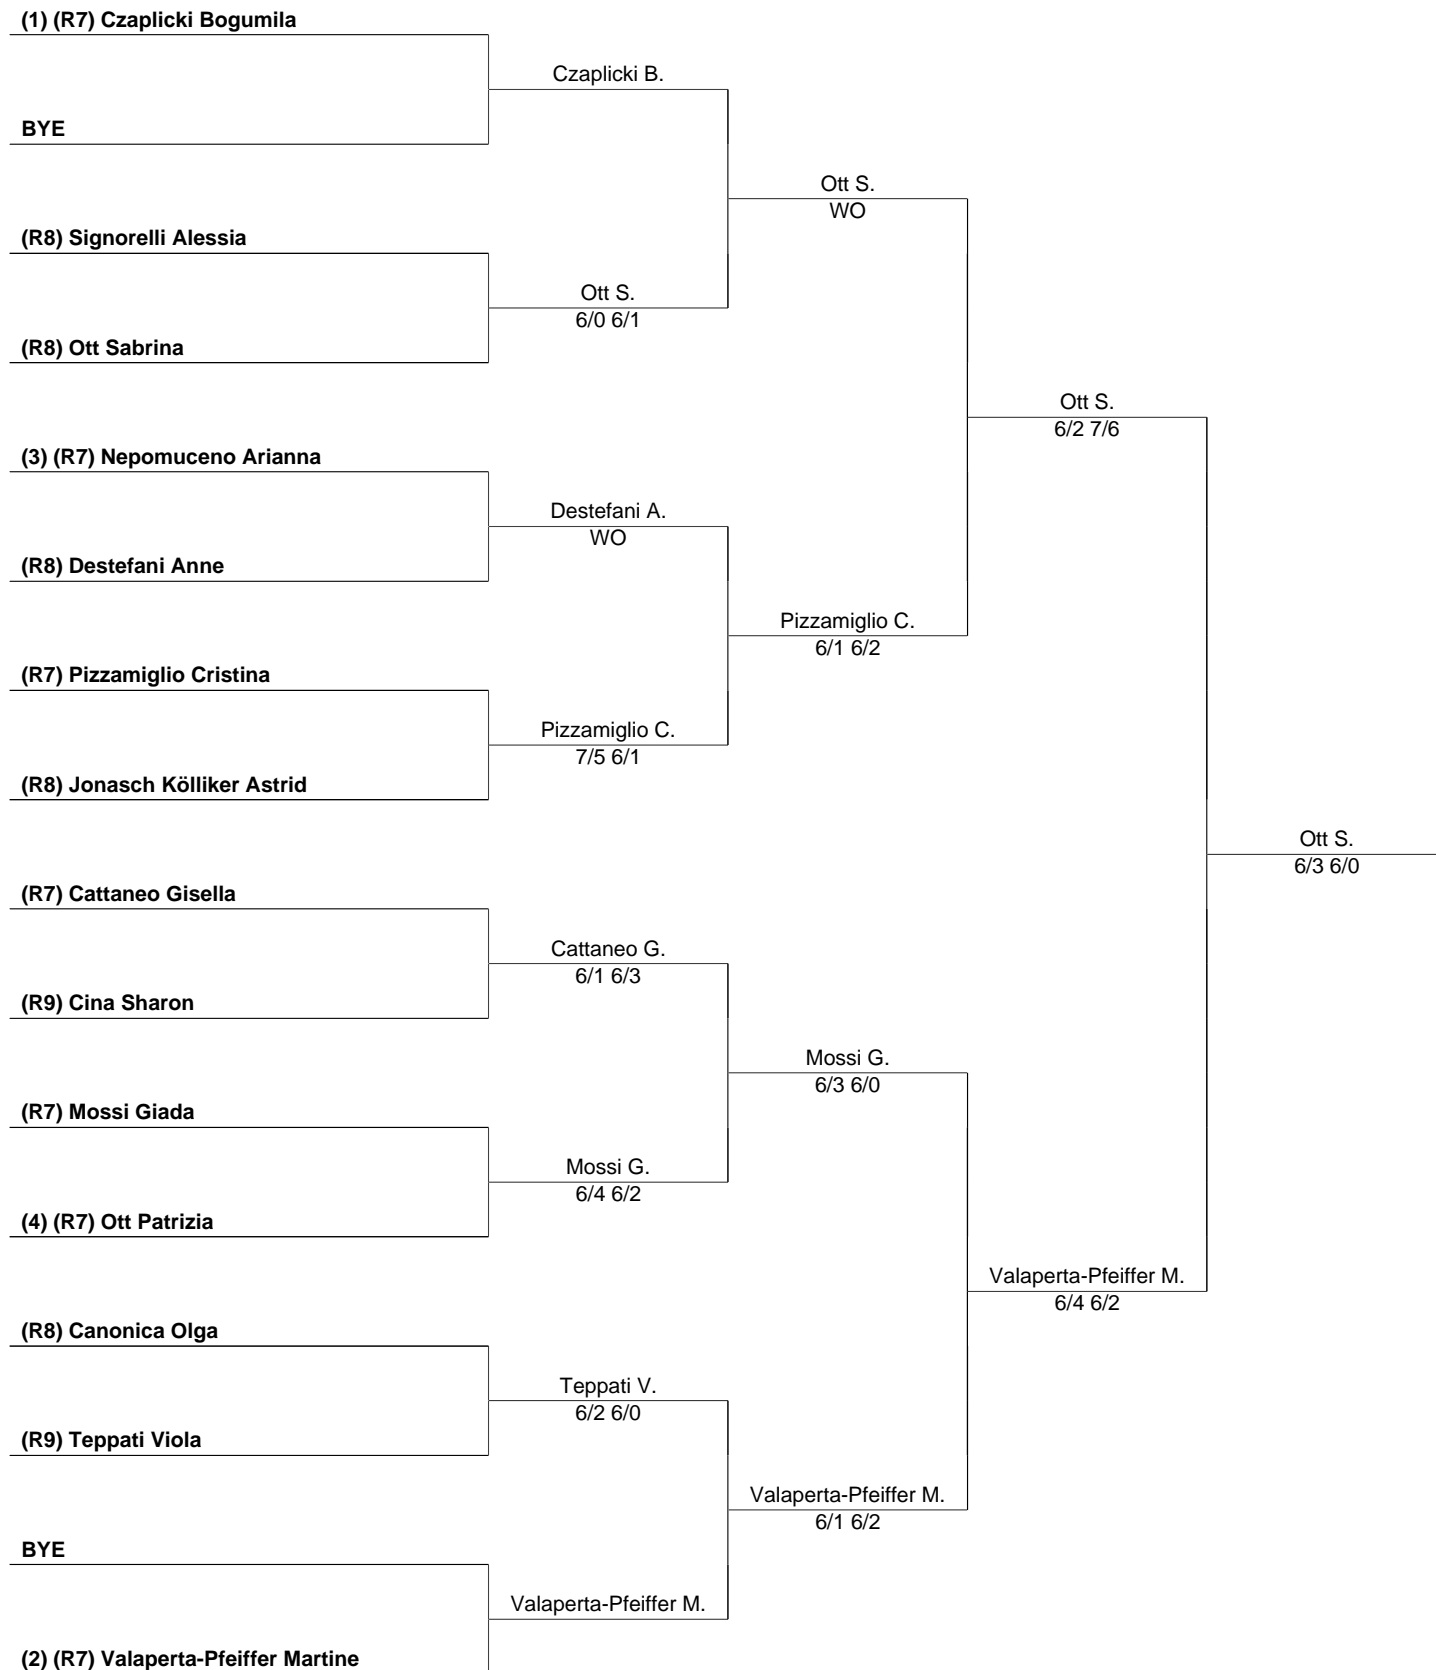 (1) (R7) Czaplicki Bogumila
Czaplicki B.
BYE
Ott S.
WO
(R8) Signorelli Alessia
Ott S.
6/0 6/1
(R8) Ott Sabrina
Ott S.
6/2 7/6
(3) (R7) Nepomuceno Arianna
Destefani A.
WO
(R8) Destefani Anne
Pizzamiglio C.
6/1 6/2
(R7) Pizzamiglio Cristina
Pizzamiglio C.
7/5 6/1
(R8) Jonasch Kölliker Astrid
Ott S.
6/3 6/0
(R7) Cattaneo Gisella
Cattaneo G.
6/1 6/3
(R9) Cina Sharon
Mossi G.
6/3 6/0
(R7) Mossi Giada
Mossi G.
6/4 6/2
(4) (R7) Ott Patrizia
Valaperta-Pfeiffer M.
6/4 6/2
(R8) Canonica Olga
Teppati V.
6/2 6/0
(R9) Teppati Viola
Valaperta-Pfeiffer M.
6/1 6/2
BYE
Valaperta-Pfeiffer M.
(2) (R7) Valaperta-Pfeiffer Martine